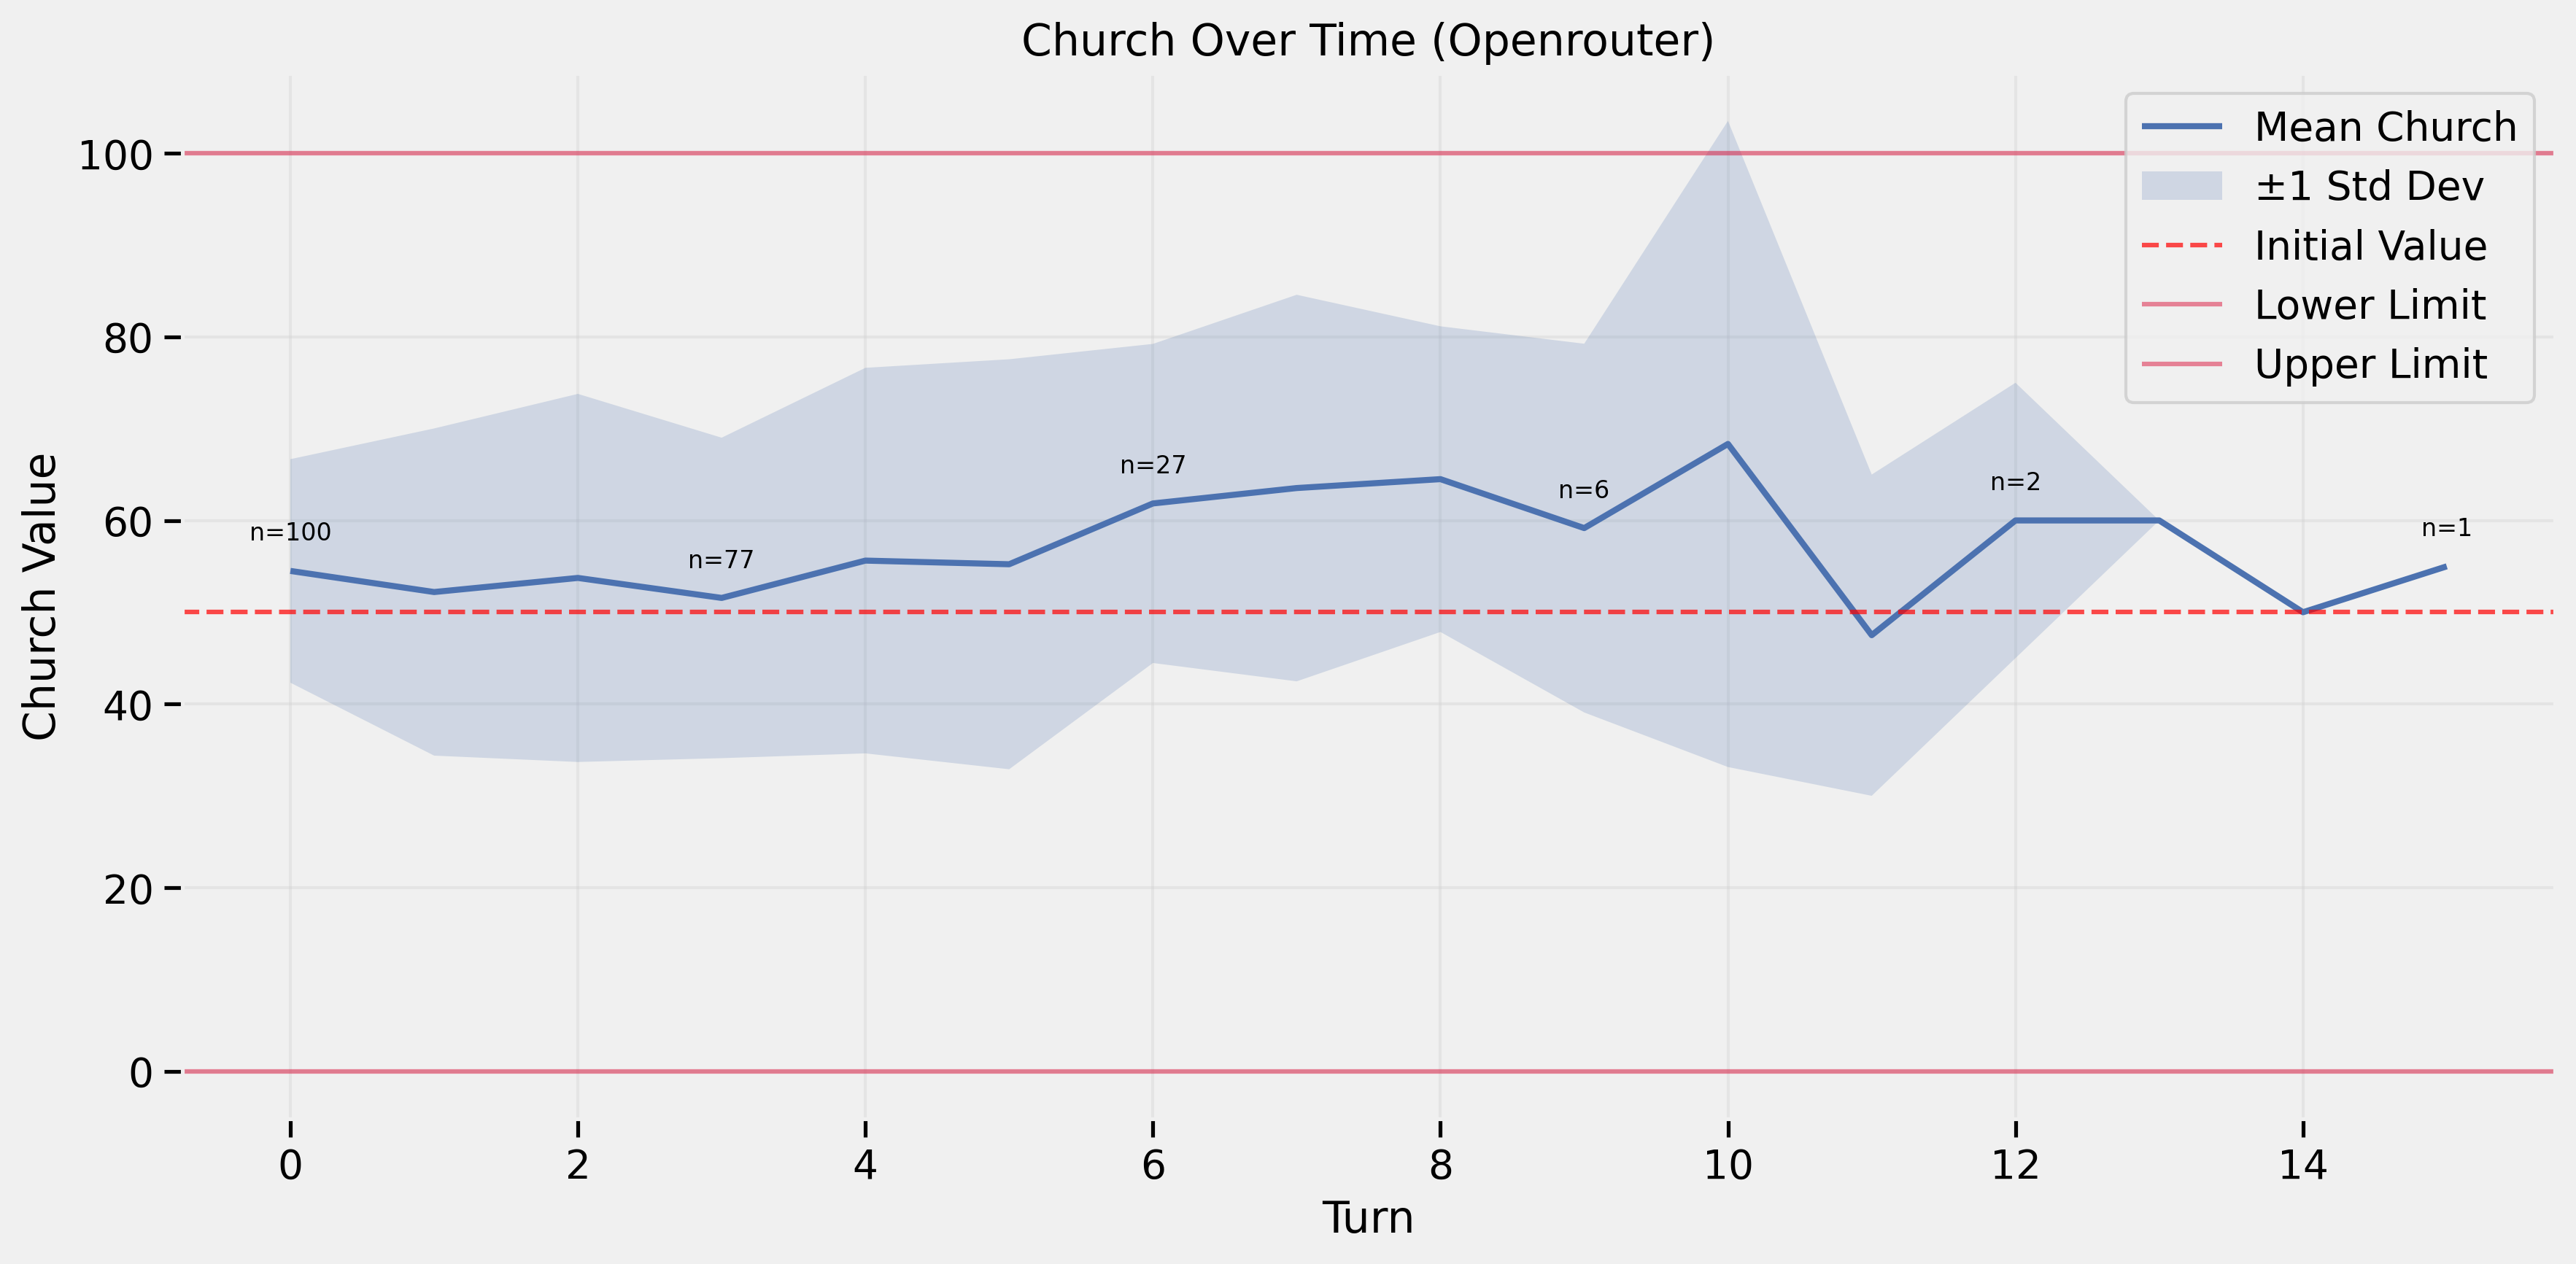 Church Over Time (Openrouter)
Mean Church
±1 Std Dev
Initial Value
Lower Limit
Upper Limit
Church Value
100
80
60
40
20
0
n=100
n=77
n=27
n=6
n=2
n=1
0 2 4 6 8 10 12 14
Turn